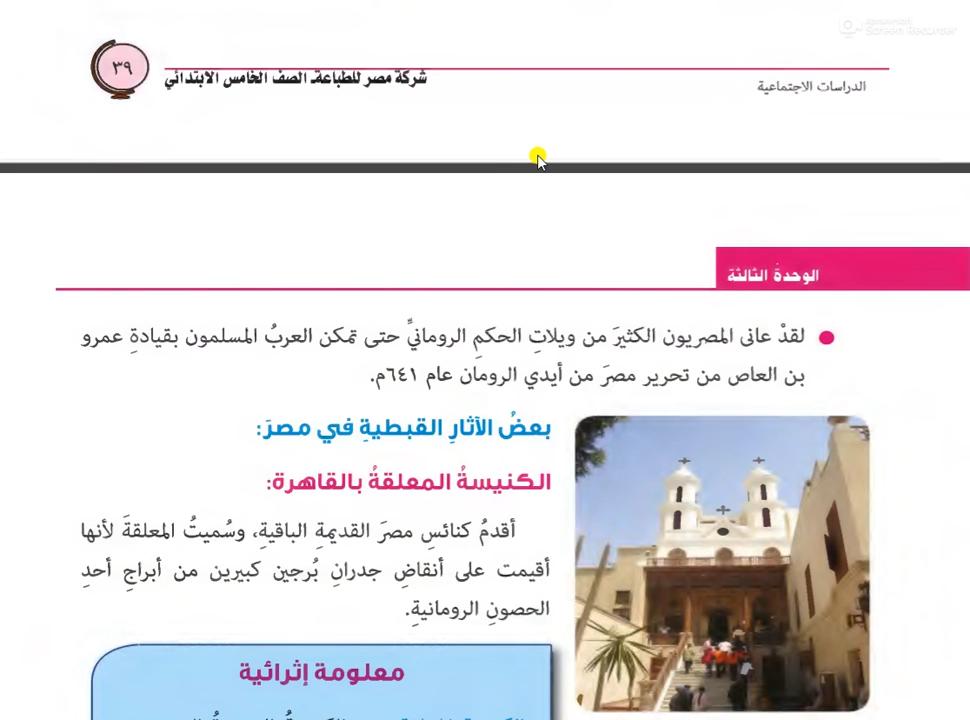 Screen Recorder
٣٩
شركة مصر للطباعة ـ الصف الخامس الابتدائي
الدراسات الاجتماعية
الوحدة الثالثة
لقدْ عانى المصريون الكثيرَ من ويلاتِ الحكمِ الرومانيِّ حتى تمكن العربُ المسلمون بقيادةِ عمرو
بن العاص من تحرير مصرَ من أيدي الرومان عام ٦٤١م.
بعضُ الآثارِ القبطيةِ في مصرَ:
الكنيسةُ المعلقةُ بالقاهرة:
أقدمُ كنائسِ مصرَ القديمةِ الباقيةِ، وسُميتُ المعلقةَ لأنها
أقيمت على أنقاضِ جدرانِ بُرجين كبيرين من أبراجِ أحدِ
الحصونِ الرومانيةِ.
معلومة إثرائية